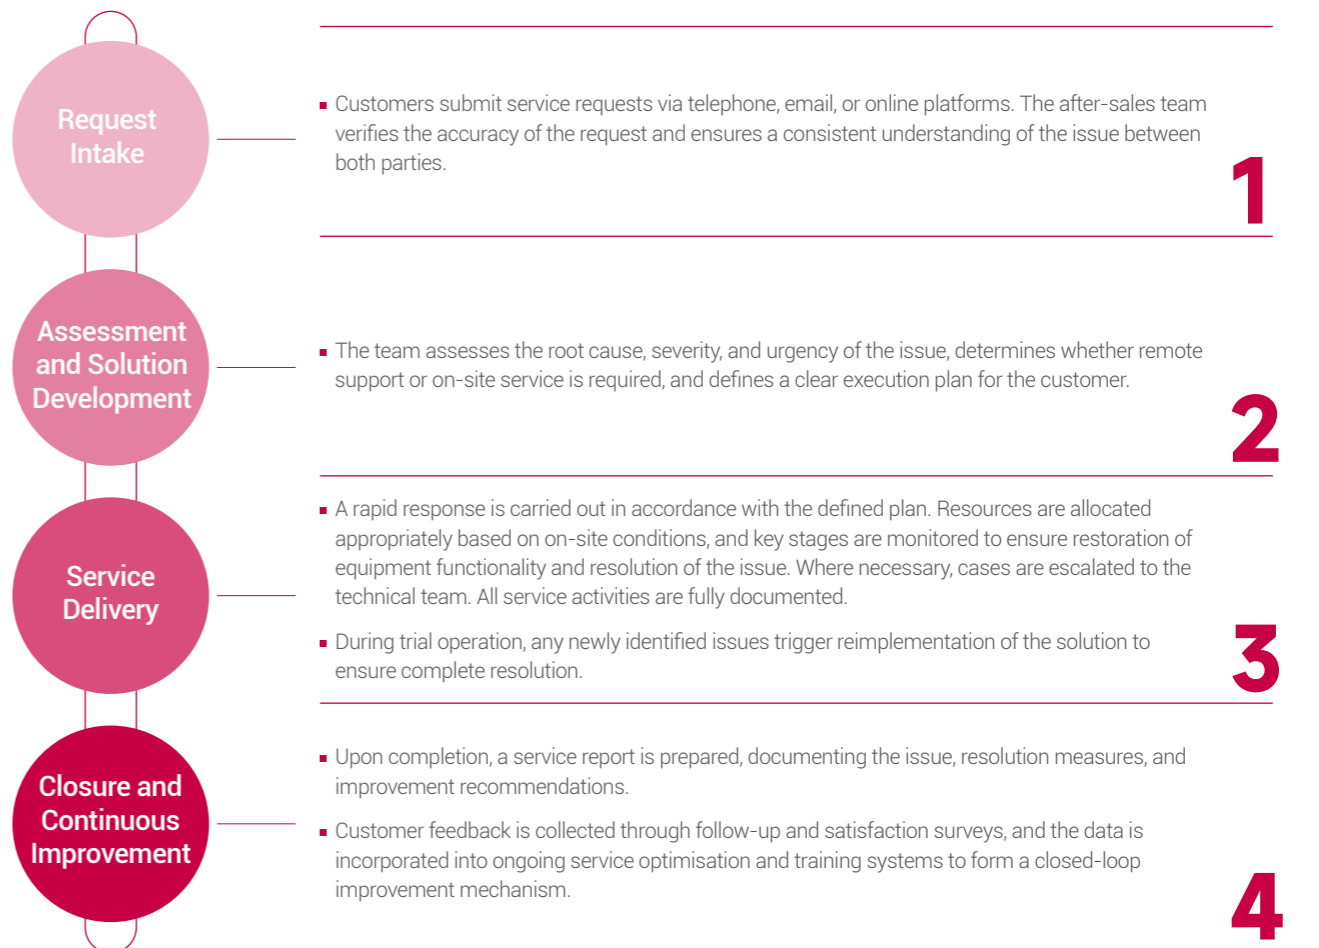 Request
Intake
▪ Customers submit service requests via telephone, email, or online platforms. The after-sales team
verifies the accuracy of the request and ensures a consistent understanding of the issue between
both parties.
1
Assessment
and Solution
Development
▪ The team assesses the root cause, severity, and urgency of the issue, determines whether remote
support or on-site service is required, and defines a clear execution plan for the customer.
2
Service
Delivery
▪ A rapid response is carried out in accordance with the defined plan. Resources are allocated
appropriately based on on-site conditions, and key stages are monitored to ensure restoration of
equipment functionality and resolution of the issue. Where necessary, cases are escalated to the
technical team. All service activities are fully documented.
▪ During trial operation, any newly identified issues trigger reimplementation of the solution to
ensure complete resolution.
3
Closure and
Continuous
Improvement
▪ Upon completion, a service report is prepared, documenting the issue, resolution measures, and
improvement recommendations.
▪ Customer feedback is collected through follow-up and satisfaction surveys, and the data is
incorporated into ongoing service optimisation and training systems to form a closed-loop
improvement mechanism.
4